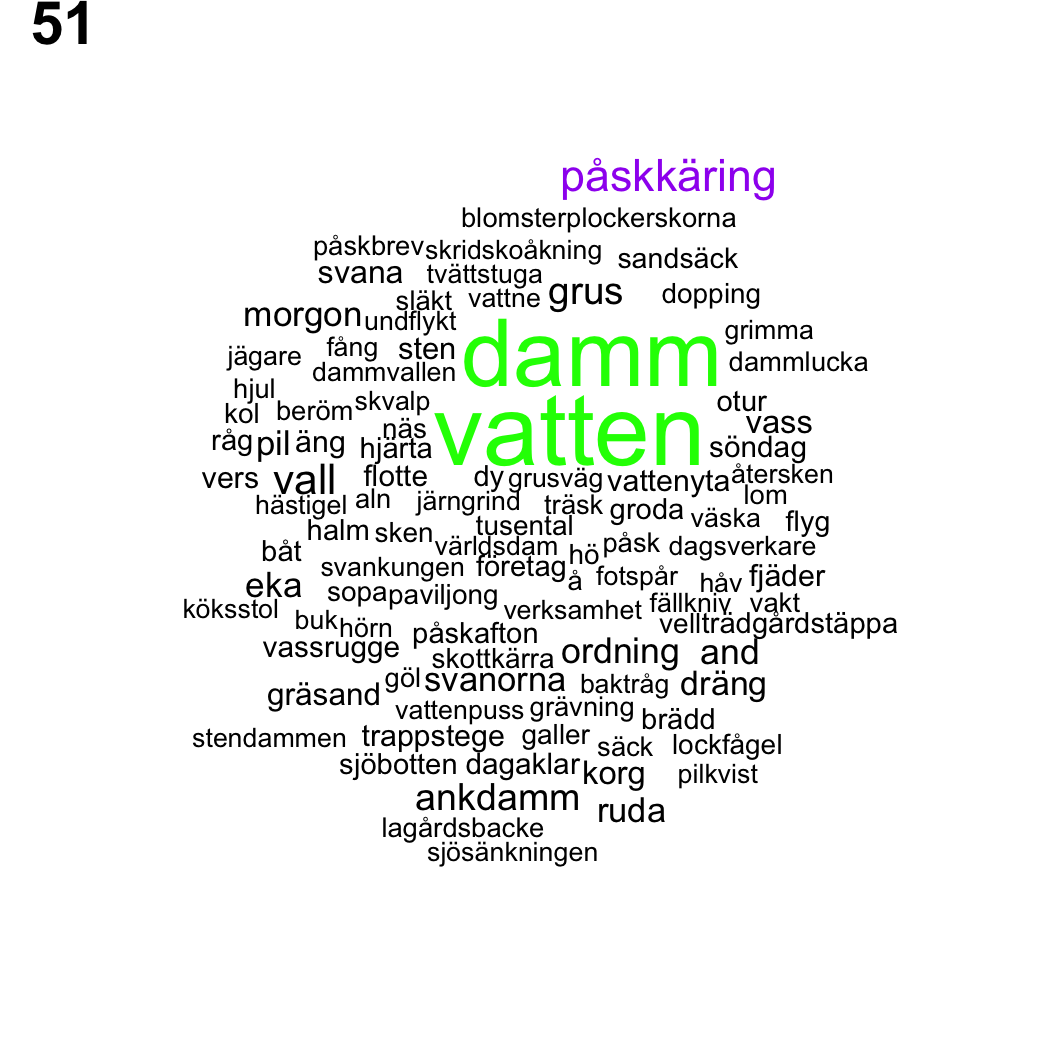 51
påskkäring
blomsterplockerskorna
påskbrev skridskoåkning sandsäck
svana tvättstuga
släkt vattne grus dopping
morgon undflykt
jägare fång sten damm grimma
dammvallen dammlucka
hjul
kol beröm skvalp otur
näs vatten vass
råg pil äng hjärta söndag
vers vall flotte dy grusväg vattenyta återsken
hästigel aln järngrind träsk groda lom
halm sken tusental väska flyg
båt världsdam hö påsk dagsverkare
svankungen företag å fotspår håv fjäder
eka sopa paviljong
köksstol verksamhet fällkniv vakt
buk hörn påskafton vellträdgårdstäppa
vassrugge skottkärra ordning and
gräsand göl svanorna baktråg dräng
vattenpuss grävning brädd
stendammen trappstege galler säck lockfågel
sjöbotten dagaklar korg pilkvist
ankdamm ruda
lagårdsbacke
sjösänkningen